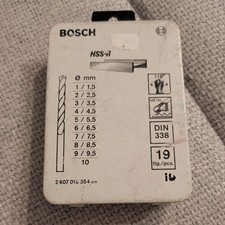 BOSCH
HSS-R
Ø mm
1 / 1,5
2 / 2,5
3 / 3,5
4 / 4,5
5 / 5,5
6 / 6,5
7 / 7,5
8 / 8,5
9 / 9,5
10
118°
DIN
338
19
tlg./pcs.
2 607 018 354